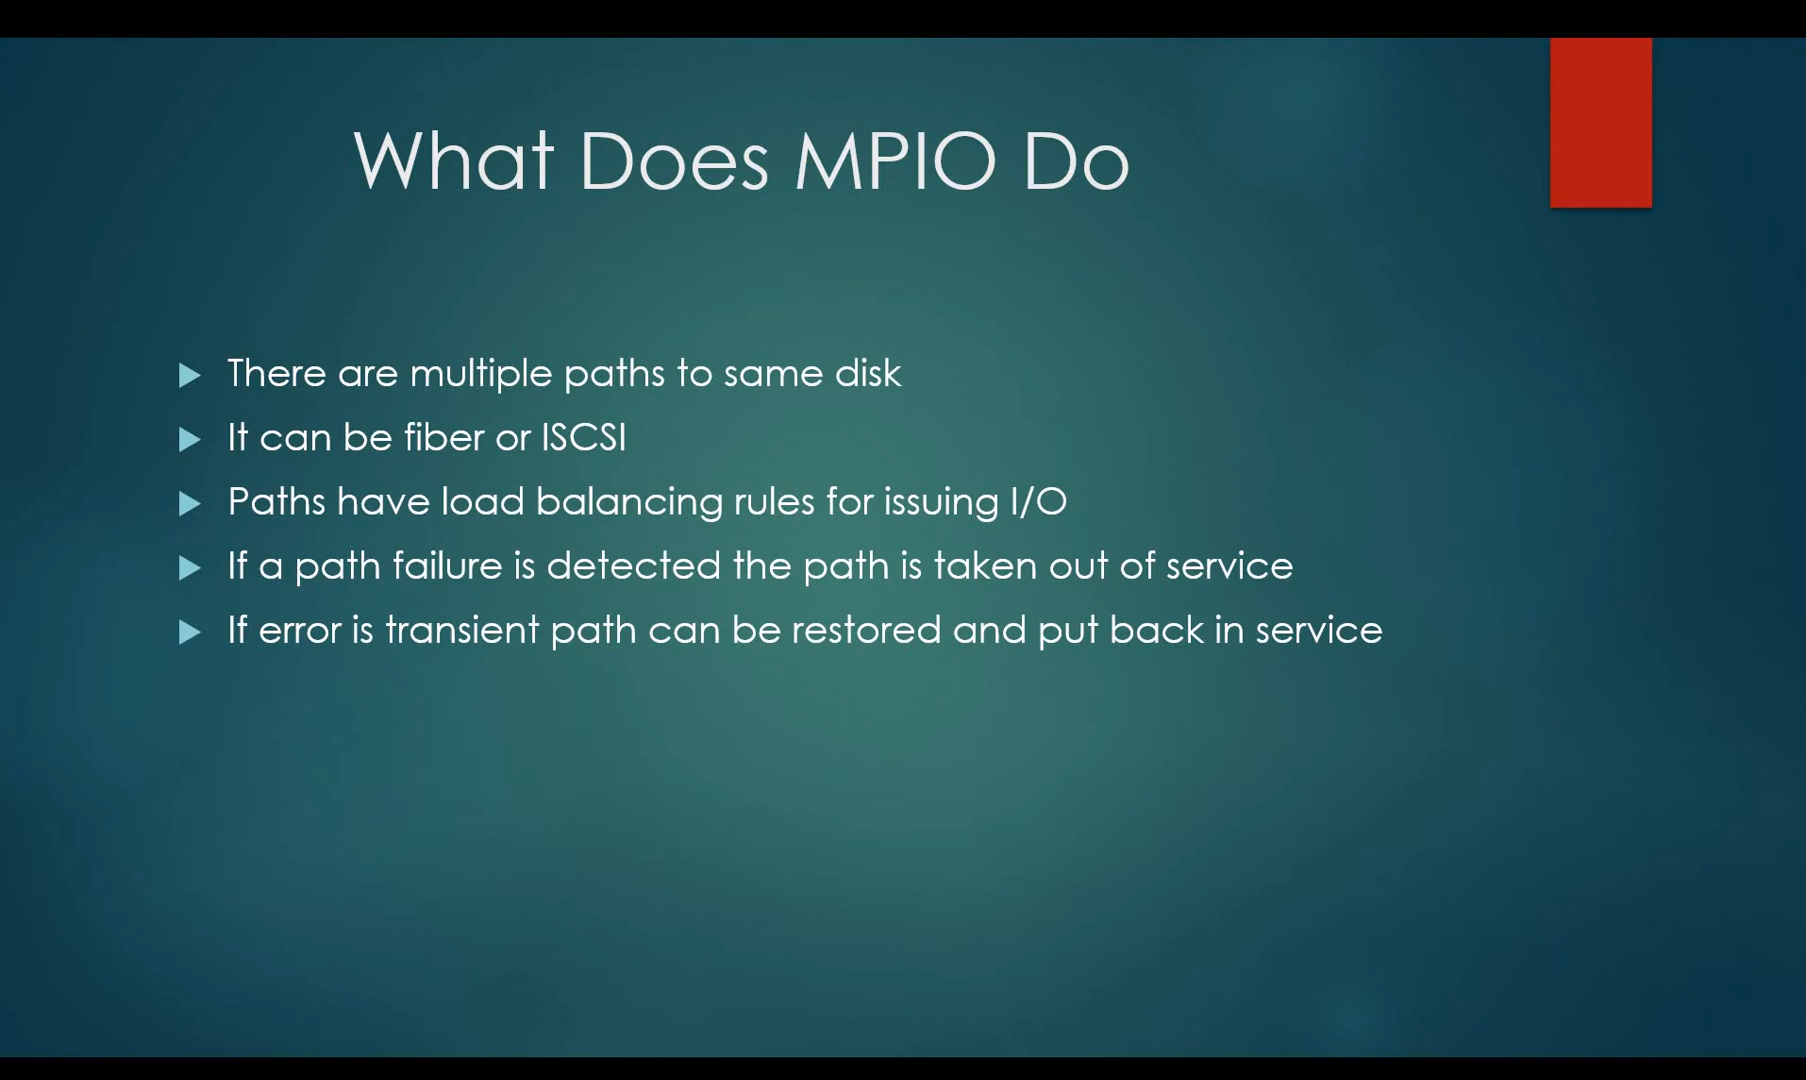 What Does MPIO Do
There are multiple paths to same disk
It can be fiber or ISCSI
Paths have load balancing rules for issuing I/O
If a path failure is detected the path is taken out of service
If error is transient path can be restored and put back in service